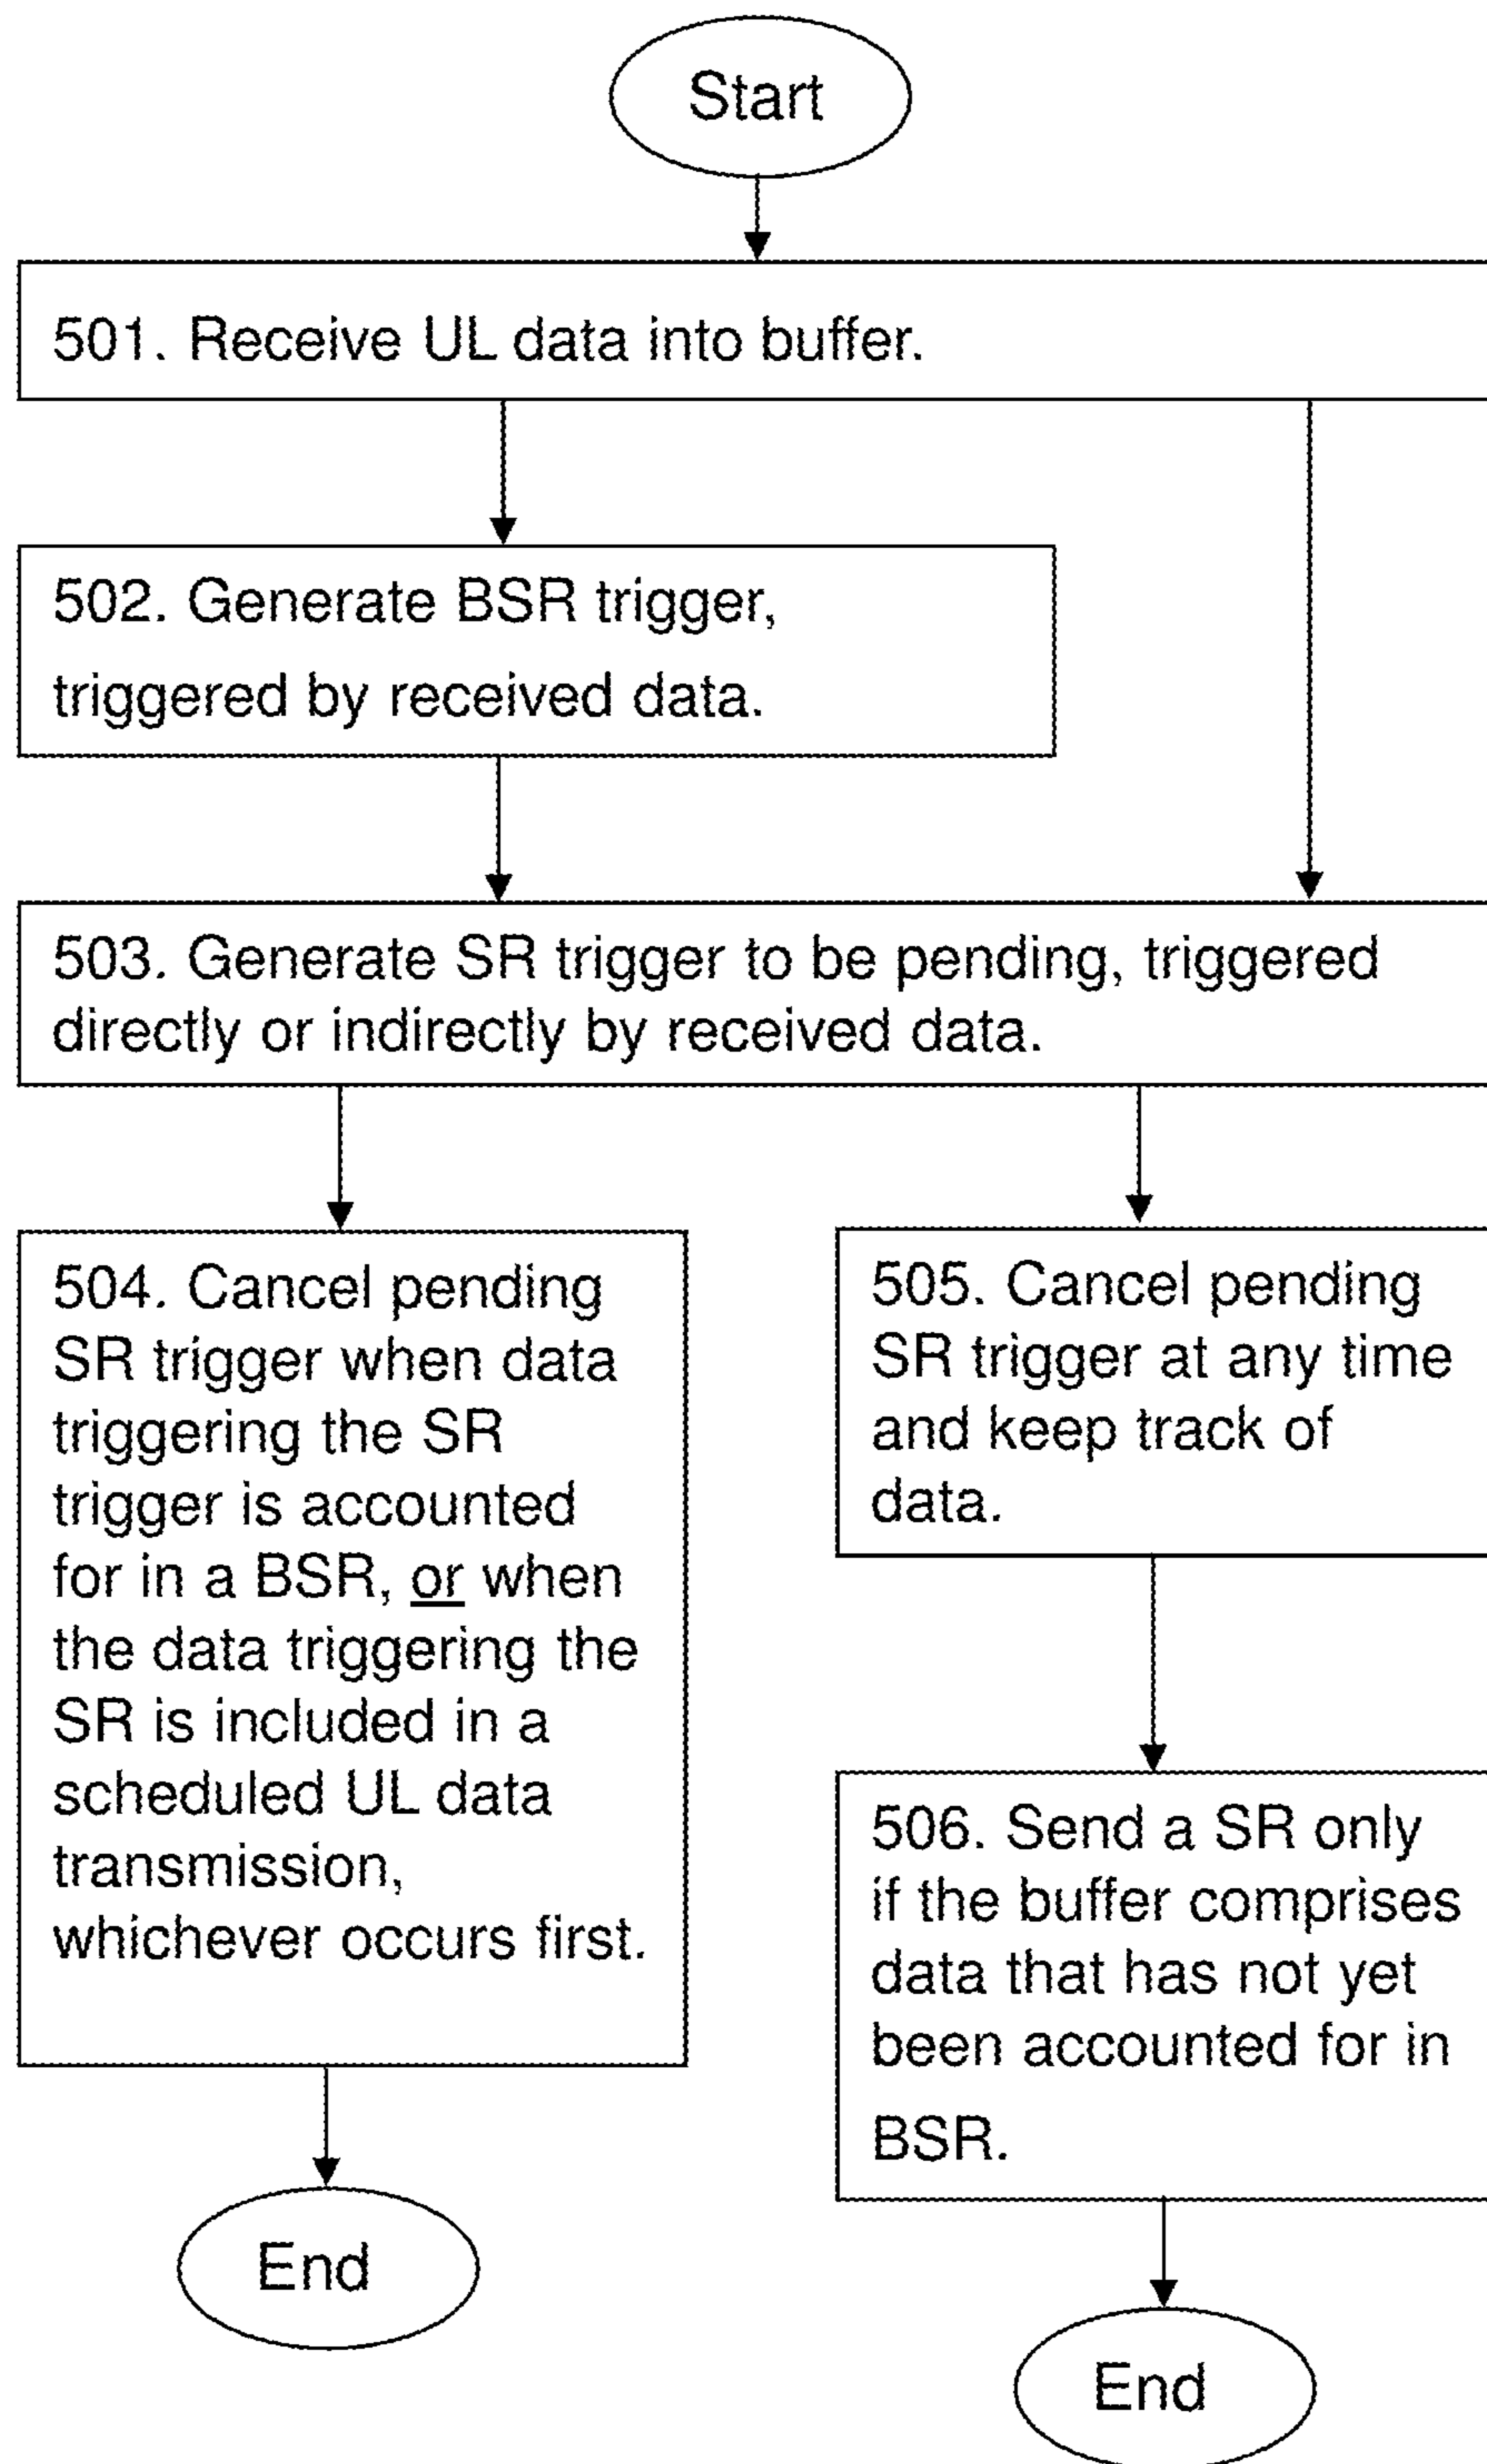 Start
501. Receive UL data into buffer.
502. Generate BSR trigger,
triggered by received data.
503. Generate SR trigger to be pending, triggered
directly or indirectly by received data.
504. Cancel pending
SR trigger when data
triggering the SR
trigger is accounted
for in a BSR, or when
the data triggering the
SR is included in a
scheduled UL data
transmission,
whichever occurs first.
End
505. Cancel pending
SR trigger at any time
and keep track of
data.
506. Send a SR only
if the buffer comprises
data that has not yet
been accounted for in
BSR.
End